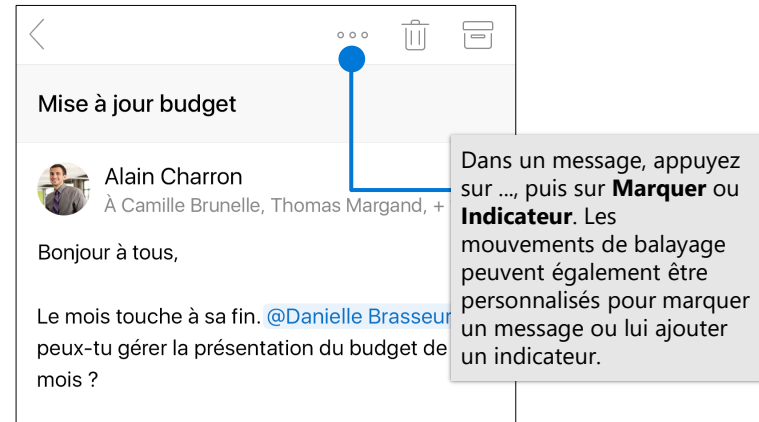 Mise à jour budget
Alain Charron
À Camille Brunelle, Thomas Margand, +
Bonjour à tous,
Le mois touche à sa fin. @Danielle Brasseur
peux-tu gérer la présentation du budget de
mois ?
Dans un message, appuyez
sur ..., puis sur Marquer ou
Indicateur. Les
mouvements de balayage
peuvent également être
personnalisés pour marquer
un message ou lui ajouter
un indicateur.